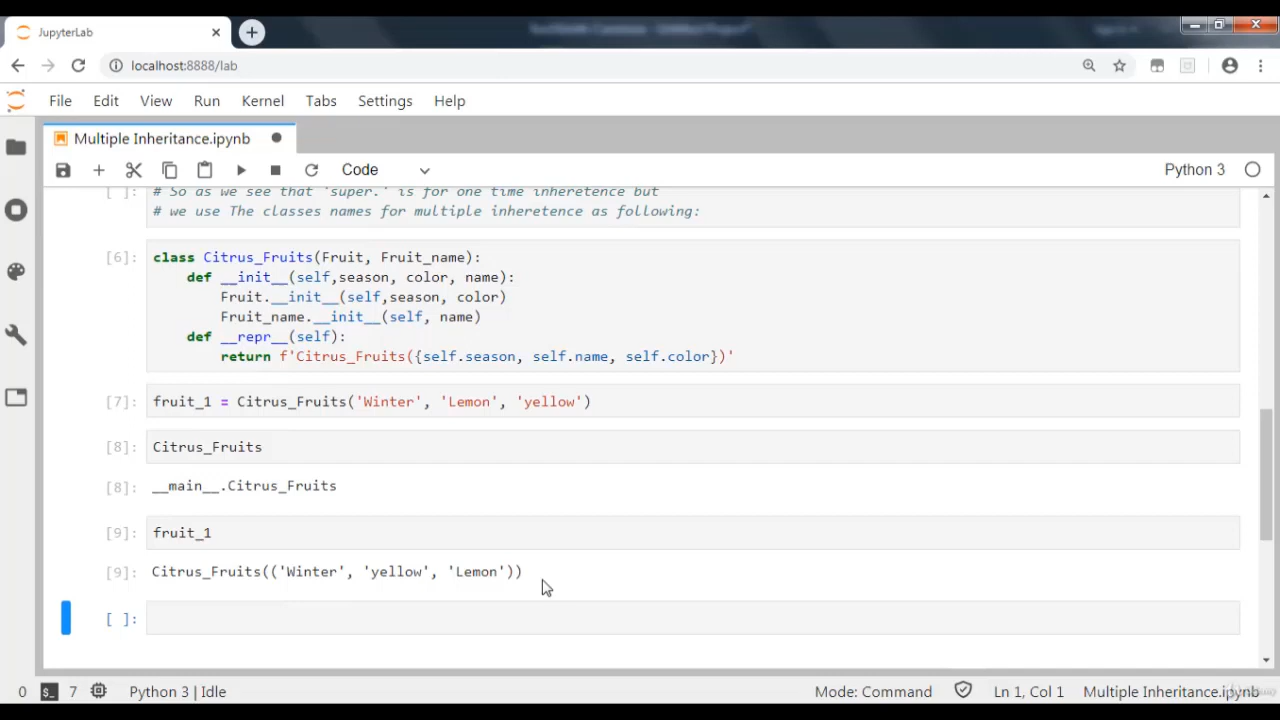 JupyterLab
localhost:8888/lab
File Edit View Run Kernel Tabs Settings Help
Multiple Inheritance.ipynb
Code
Python 3
[ ]: # So as we see that 'super.' is for one time inheretence but
# we use The classes names for multiple inheretence as following:
[6]: class Citrus_Fruits(Fruit, Fruit_name):
def __init__(self,season, color, name):
Fruit.__init__(self,season, color)
Fruit_name.__init__(self, name)
def __repr__(self):
return f'Citrus_Fruits({self.season, self.name, self.color})'
[7]: fruit_1 = Citrus_Fruits('Winter', 'Lemon', 'yellow')
[8]: Citrus_Fruits
[8]: __main__.Citrus_Fruits
[9]: fruit_1
[9]: Citrus_Fruits(('Winter', 'yellow', 'Lemon'))
[ ]:
0 $_ 7 Python 3 | Idle Mode: Command Ln 1, Col 1 Multiple Inheritance.ipynb